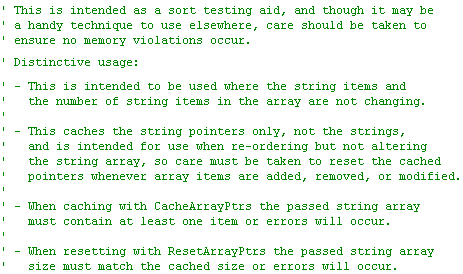 ' This is intended as a sort testing aid, and though it may be
' a handy technique to use elsewhere, care should be taken to
' ensure no memory violations occur.
' Distinctive usage:
'
' - This is intended to be used where the string items and
'   the number of string items in the array are not changing.
'
' - This caches the string pointers only, not the strings,
'   and is intended for use when re-ordering but not altering
'   the string array, so care must be taken to reset the cached
'   pointers whenever array items are added, removed, or modified.
'
' - When caching with CacheArrayPtrs the passed string array
'   must contain at least one item or errors will occur.
'
' - When resetting with ResetArrayPtrs the passed string array
'   size must match the cached size or errors will occur.